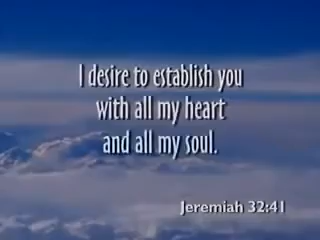 I desire to establish you
with all my heart
and all my soul.
Jeremiah 32:41